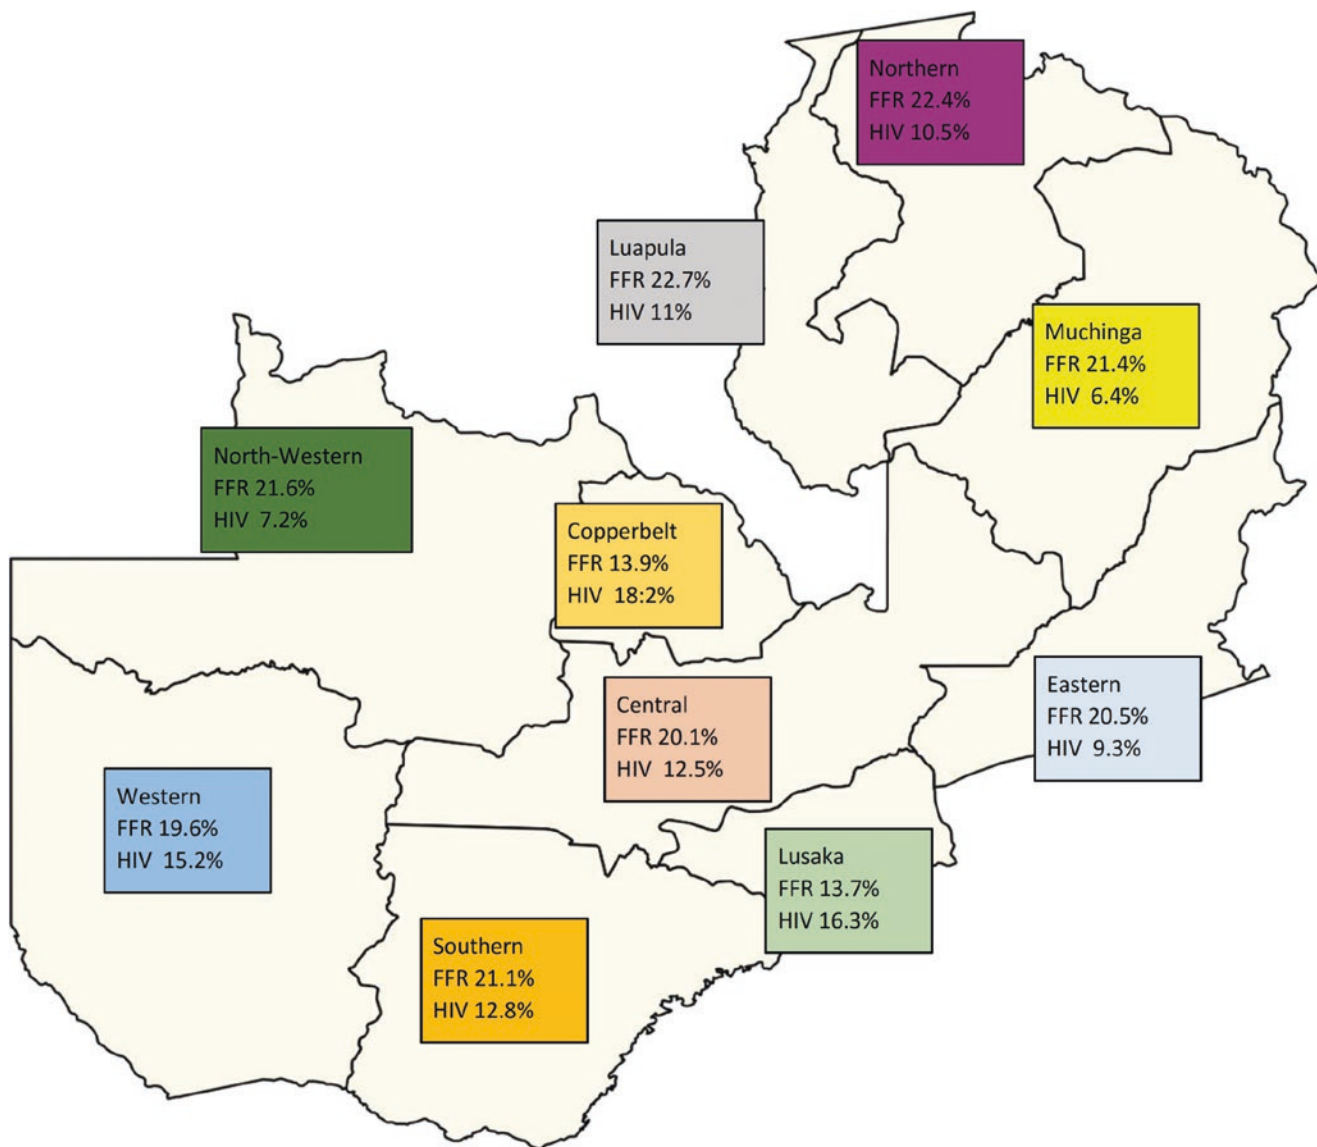 Northern
FFR 22.4%
HIV 10.5%
Luapula
FFR 22.7%
HIV 11%
Muchinga
FFR 21.4%
HIV 6.4%
North-Western
FFR 21.6%
HIV 7.2%
Copperbelt
FFR 13.9%
HIV 18:2%
Eastern
FFR 20.5%
HIV 9.3%
Central
FFR 20.1%
HIV 12.5%
Western
FFR 19.6%
HIV 15.2%
Lusaka
FFR 13.7%
HIV 16.3%
Southern
FFR 21.1%
HIV 12.8%